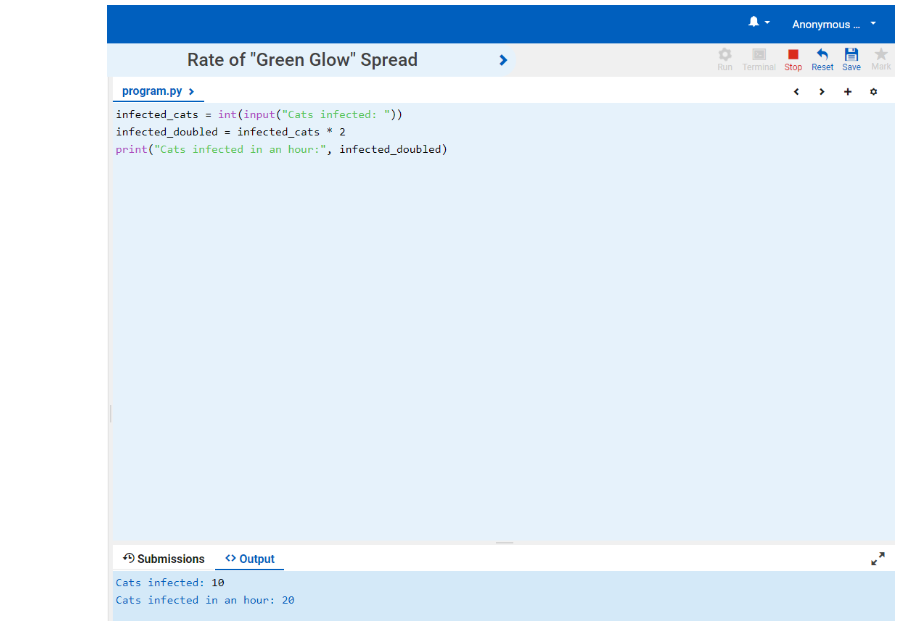 Anonymous ...
Rate of "Green Glow" Spread
Run Terminal Stop Reset Save Mark
program.py
infected_cats = int(input("Cats infected: "))
infected_doubled = infected_cats * 2
print("Cats infected in an hour:", infected_doubled)
Submissions Output
Cats infected: 10
Cats infected in an hour: 20